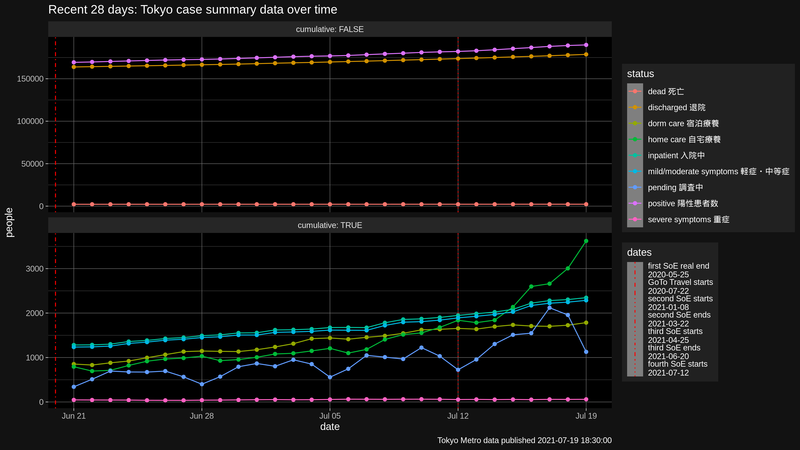 Recent 28 days: Tokyo case summary data over time
cumulative: FALSE
150000
100000
50000
0
cumulative: TRUE
3000
2000
1000
0
people
Jun 21
Jun 28
Jul 05
Jul 12
Jul 19
date
Tokyo Metro data published 2021-07-19 18:30:00
status
dead 死亡
discharged 退院
dorm care 宿泊療養
home care 自宅療養
inpatient 入院中
mild/moderate symptoms 軽症・中等症
pending 調査中
positive 陽性患者数
severe symptoms 重症
dates
first SoE real end
2020-05-25
GoTo Travel starts
2020-07-22
second SoE starts
2021-01-08
second SoE ends
2021-03-22
third SoE starts
2021-04-25
third SoE ends
2021-06-20
fourth SoE starts
2021-07-12